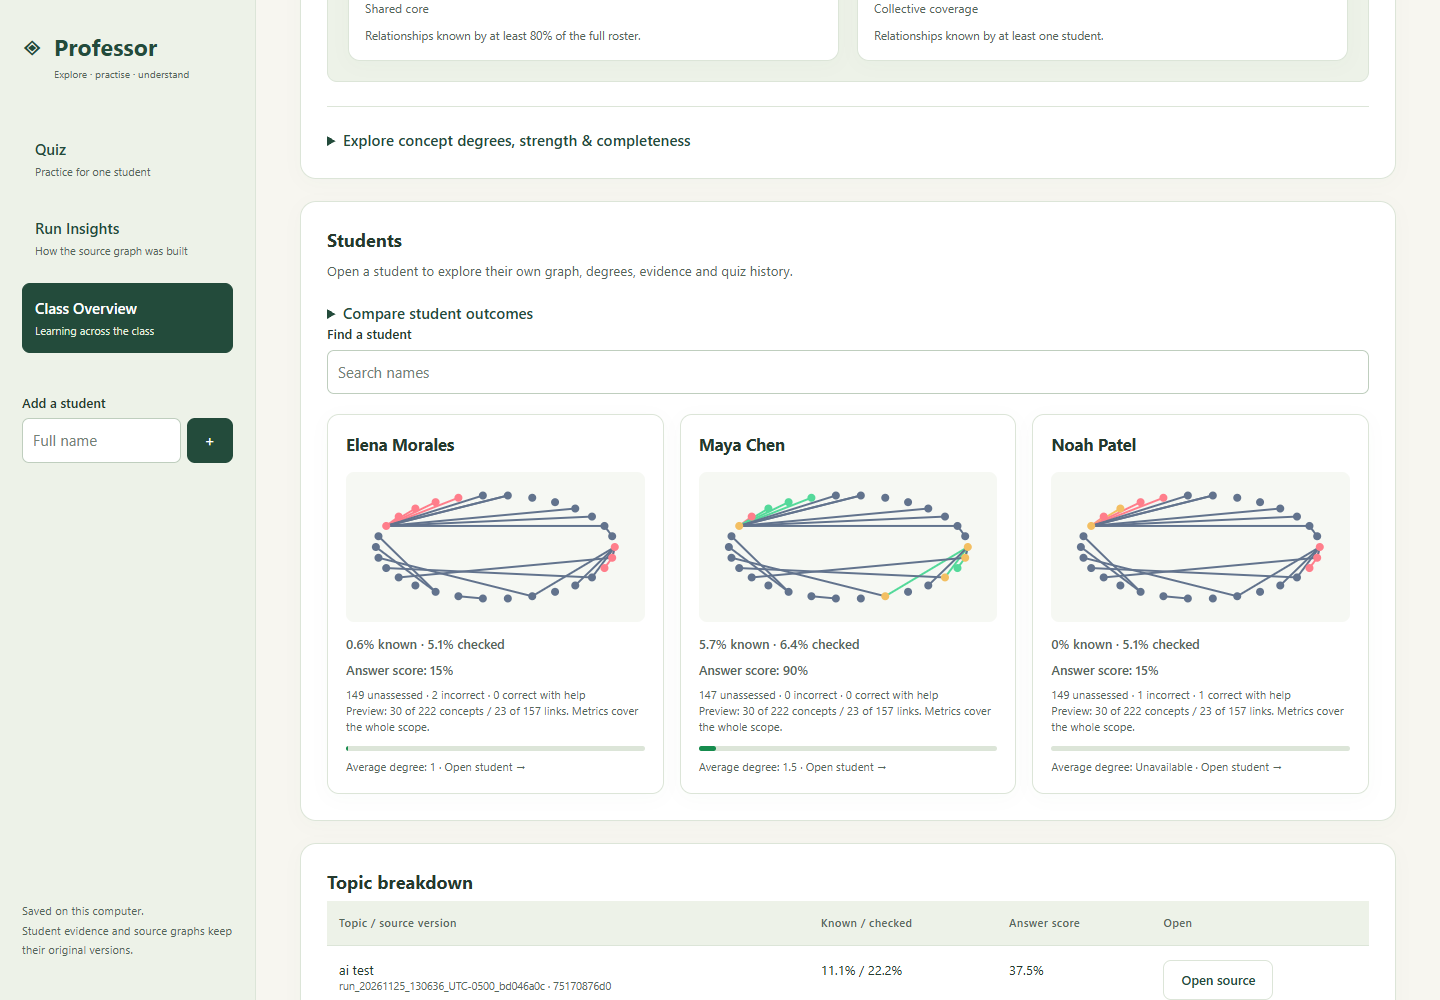 Professor
Explore · practise · understand
Quiz
Practice for one student
Run Insights
How the source graph was built
Class Overview
Learning across the class
Add a student
Full name
+
Saved on this computer.
Student evidence and source graphs keep
their original versions.
Shared core
Relationships known by at least 80% of the full roster.
Collective coverage
Relationships known by at least one student.
▶ Explore concept degrees, strength & completeness
Students
Open a student to explore their own graph, degrees, evidence and quiz history.
▶ Compare student outcomes
Find a student
Search names
Elena Morales
0.6% known · 5.1% checked
Answer score: 15%
149 unassessed · 2 incorrect · 0 correct with help
Preview: 30 of 222 concepts / 23 of 157 links. Metrics cover
the whole scope.
Average degree: 1 · Open student →
Maya Chen
5.7% known · 6.4% checked
Answer score: 90%
147 unassessed · 0 incorrect · 0 correct with help
Preview: 30 of 222 concepts / 23 of 157 links. Metrics cover
the whole scope.
Average degree: 1.5 · Open student →
Noah Patel
0% known · 5.1% checked
Answer score: 15%
149 unassessed · 1 incorrect · 1 correct with help
Preview: 30 of 222 concepts / 23 of 157 links. Metrics cover
the whole scope.
Average degree: Unavailable · Open student →
Topic breakdown
Topic / source version
Known / checked
Answer score
Open
ai test
run_20261125_130636_UTC-0500_bd046a0c · 75170876d0
11.1% / 22.2%
37.5%
Open source